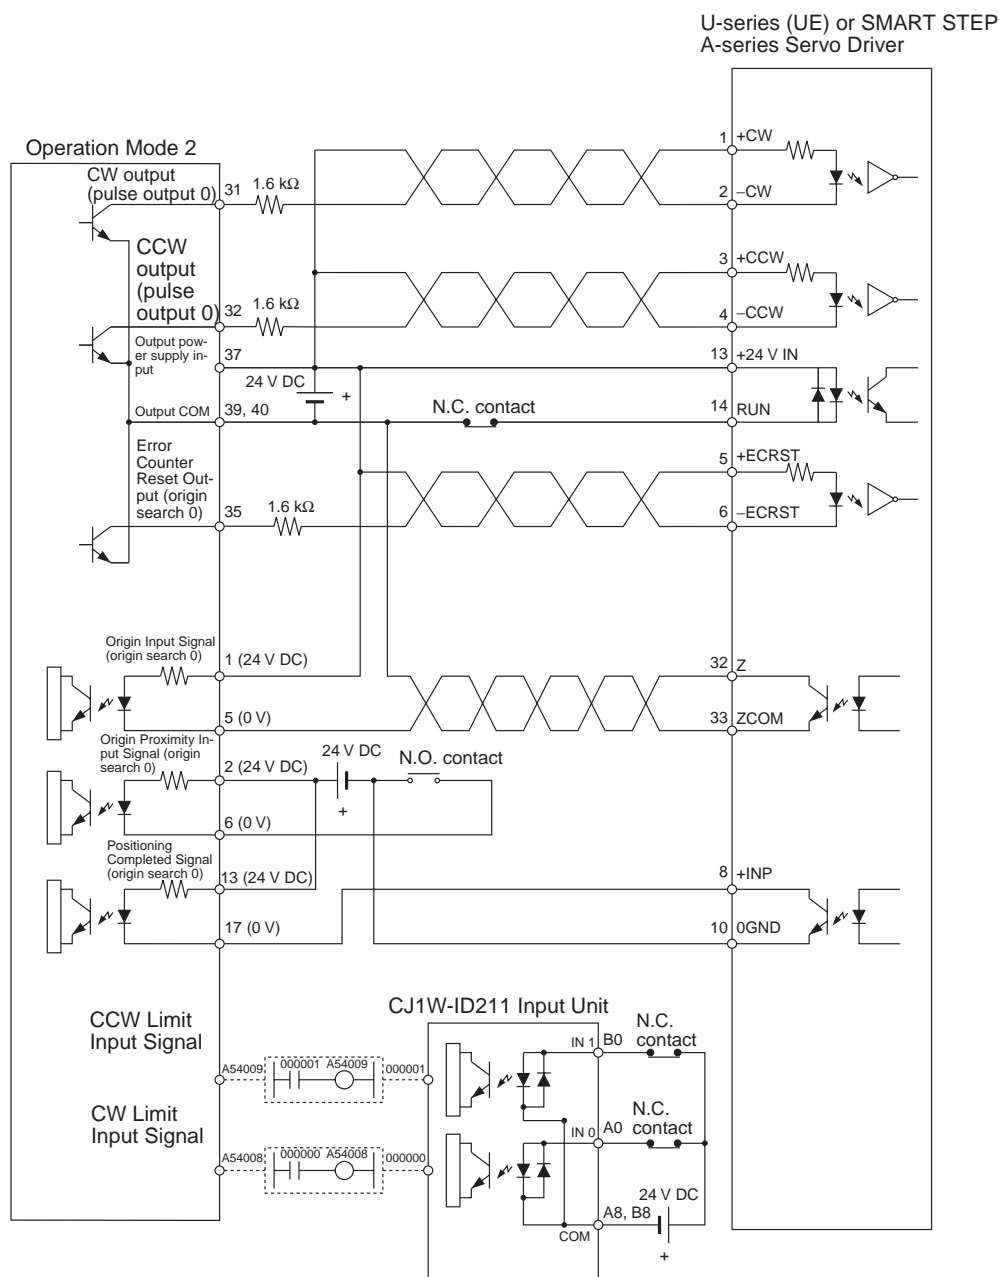 U-series (UE) or SMART STEP
A-series Servo Driver
Operation Mode 2
CW output
(pulse output 0)
31
1.6 kΩ
1
+CW
2
–CW
CCW
output
(pulse
output 0)
32
1.6 kΩ
3
+CCW
4
–CCW
Output pow-
er supply in-
put
37
24 V DC
+
13
+24 V IN
Output COM
39, 40
N.C. contact
14
RUN
Error
Counter
Reset Out-
put (origin
search 0)
35
1.6 kΩ
5
+ECRST
6
–ECRST
Origin Input Signal
(origin search 0)
1 (24 V DC)
5 (0 V)
32
Z
33
ZCOM
Origin Proximity In-
put Signal (origin
search 0)
2 (24 V DC)
24 V DC
+
N.O. contact
6 (0 V)
Positioning
Completed Signal
(origin search 0)
13 (24 V DC)
17 (0 V)
8
+INP
10
0GND
CJ1W-ID211 Input Unit
CCW Limit
Input Signal
A54009
000001
A54009
000001
IN 1
B0
N.C.
contact
CW Limit
Input Signal
A54008
000000
A54008
000000
IN 0
A0
N.C.
contact
24 V DC
A8, B8
COM
+